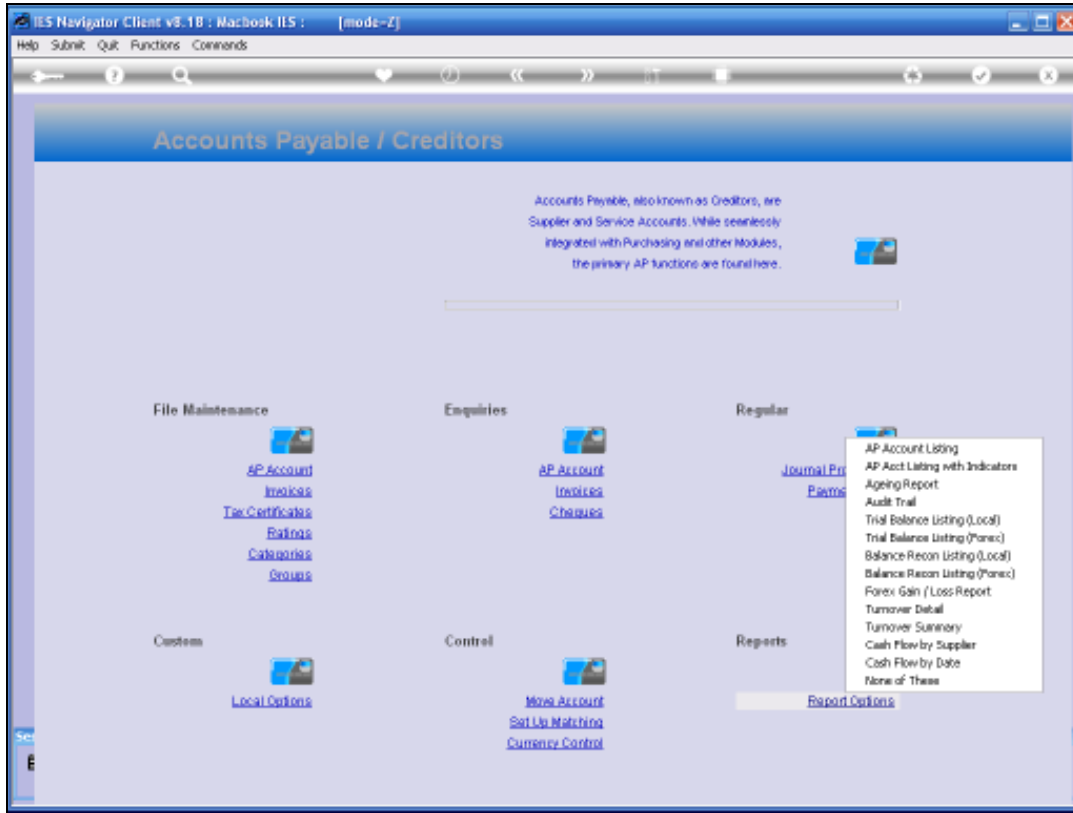 IES Navigator Client v8.18 : Macbook IES :    [mode-Z]
Help  Submit  Quit  Functions  Commands
Accounts Payable / Creditors
Accounts Payable, also known as Creditors, are
Supplier and Service Accounts. While seamlessly
integrated with Purchasing and other Modules,
the primary AP functions are found here.
File Maintenance
AP Account
Invoices
Tax Certificates
Ratings
Categories
Groups
Enquiries
AP Account
Invoices
Cheques
Regular
Journal
AP Account Listing
AP Acct Listing with Indicators
Ageing Report
Audit Trail
Trial Balance Listing (Local)
Trial Balance Listing (Forex)
Balance Recon Listing (Local)
Balance Recon Listing (Forex)
Forex Gain / Loss Report
Turnover Detail
Turnover Summary
Cash Flow by Supplier
Cash Flow by Date
None of These
Custom
Local Options
Control
Move Account
Set Up Matching
Currency Control
Reports
Report Options